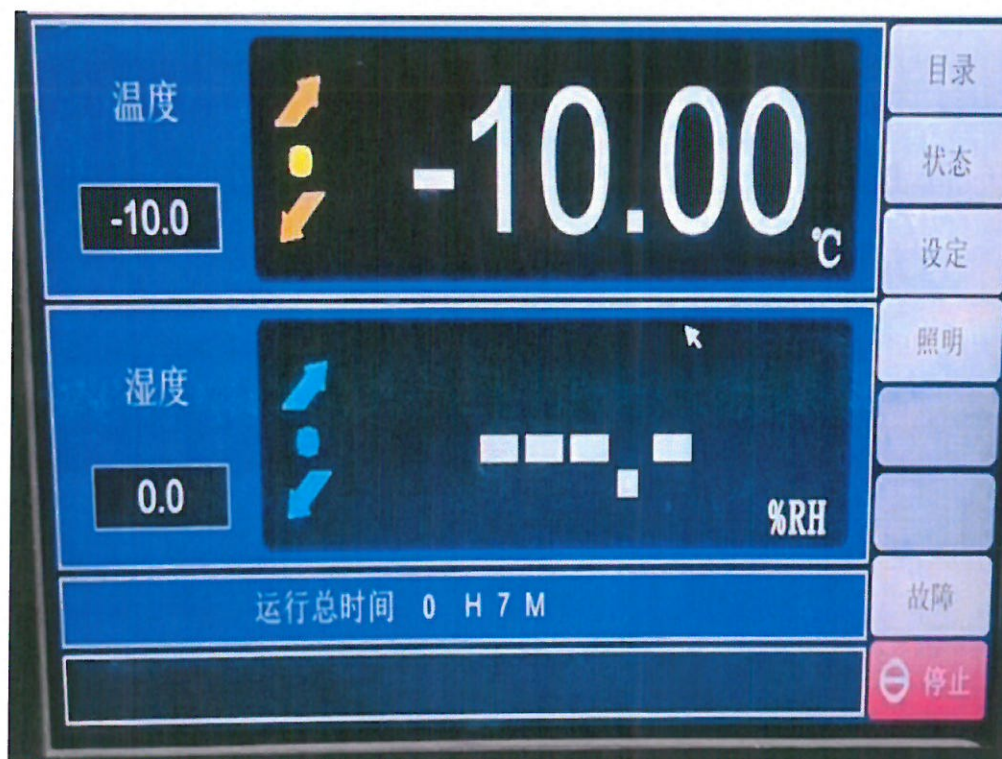 温度
-10.0
-10.00
℃
目录
状态
设定
照明
湿度
0.0
---.-
%RH
运行总时间 0 H 7 M
故障
停止